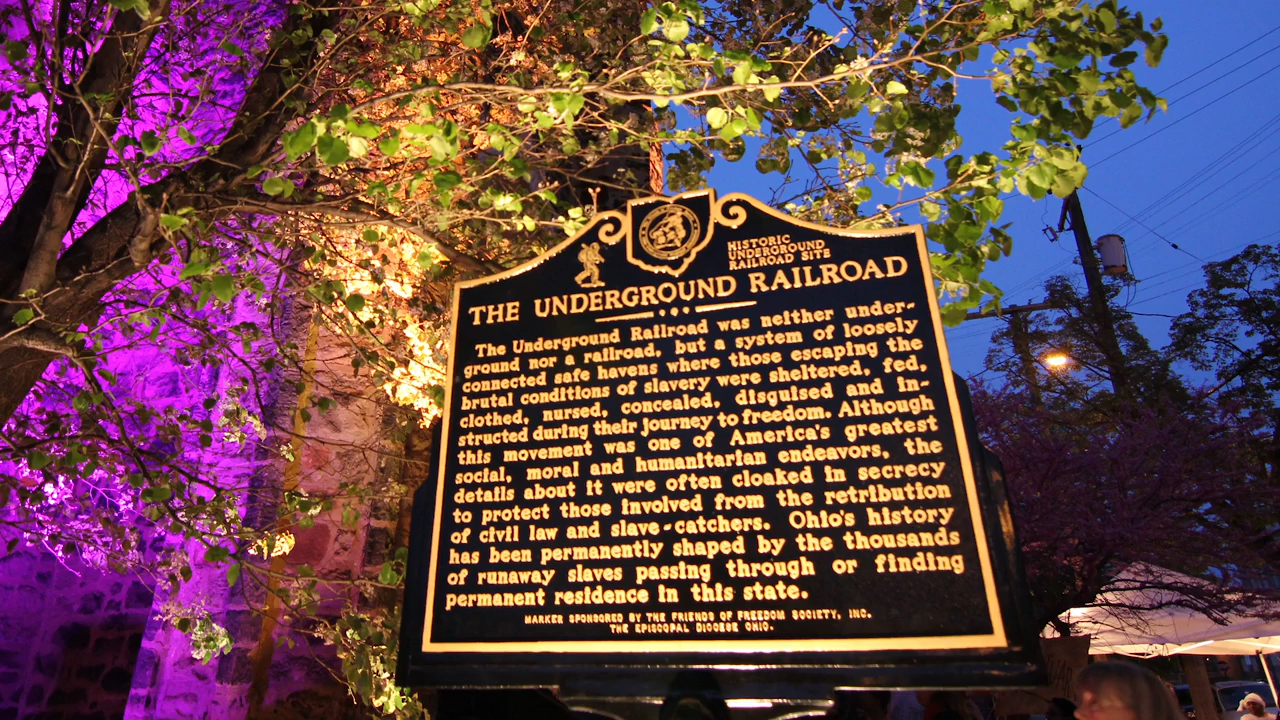 HISTORIC
UNDERGROUND
RAILROAD SITE
THE UNDERGROUND RAILROAD
The Underground Railroad was neither under-
ground nor a railroad, but a system of loosely
connected safe havens where those escaping the
brutal conditions of slavery were sheltered, fed,
clothed, nursed, concealed, disguised and in-
structed during their journey to freedom. Although
this movement was one of America's greatest
social, moral and humanitarian endeavors, the
details about it were often cloaked in secrecy
to protect those involved from the retribution
of civil law and slave-catchers. Ohio's history
has been permanently shaped by the thousands
of runaway slaves passing through or finding
permanent residence in this state.
MARKER SPONSORED BY THE FRIENDS OF FREEDOM SOCIETY, INC.
THE EPISCOPAL DIOCESE OHIO.